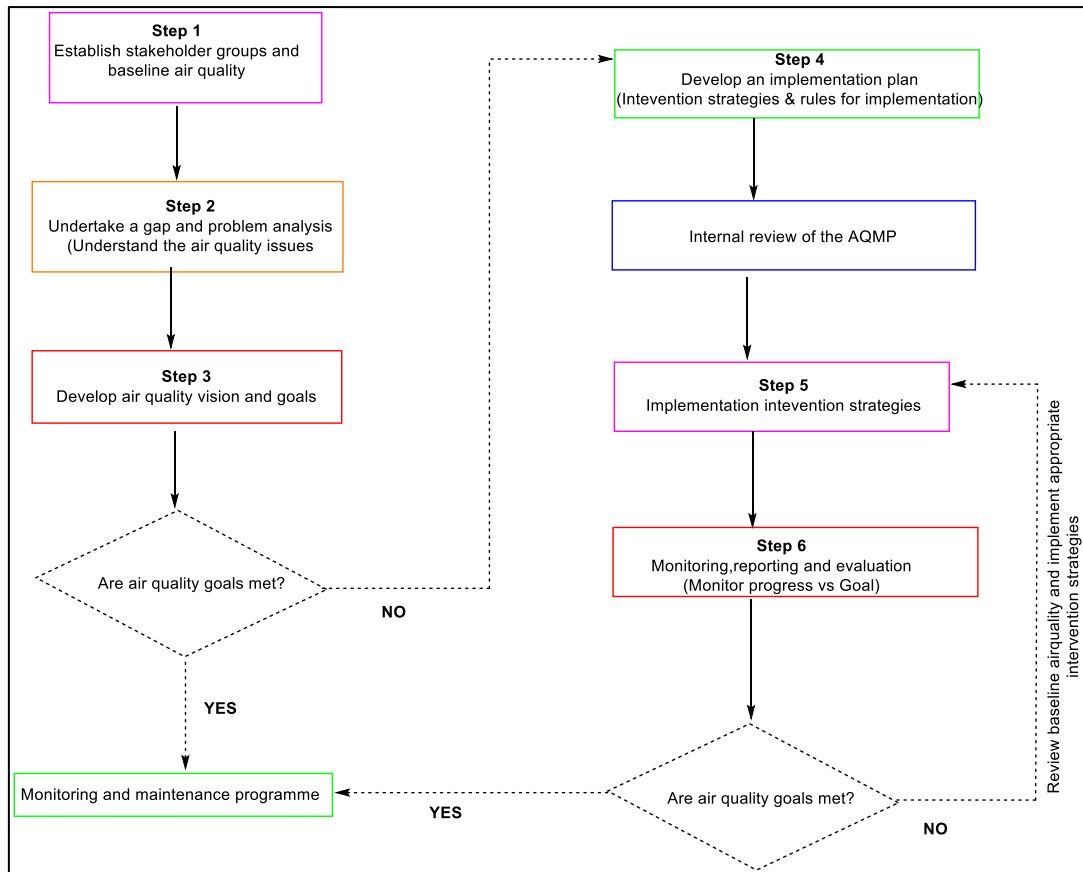 Step 1
Establish stakeholder groups and
baseline air quality
Step 2
Undertake a gap and problem analysis
(Understand the air quality issues
Step 3
Develop air quality vision and goals
Are air quality goals met?
NO
YES
Monitoring and maintenance programme
Step 4
Develop an implementation plan
(Intevention strategies & rules for implementation)
Internal review of the AQMP
Step 5
Implementation intevention strategies
Step 6
Monitoring,reporting and evaluation
(Monitor progress vs Goal)
Are air quality goals met?
YES
NO
Review baseline airquality and implement appropriate
intervention strategies